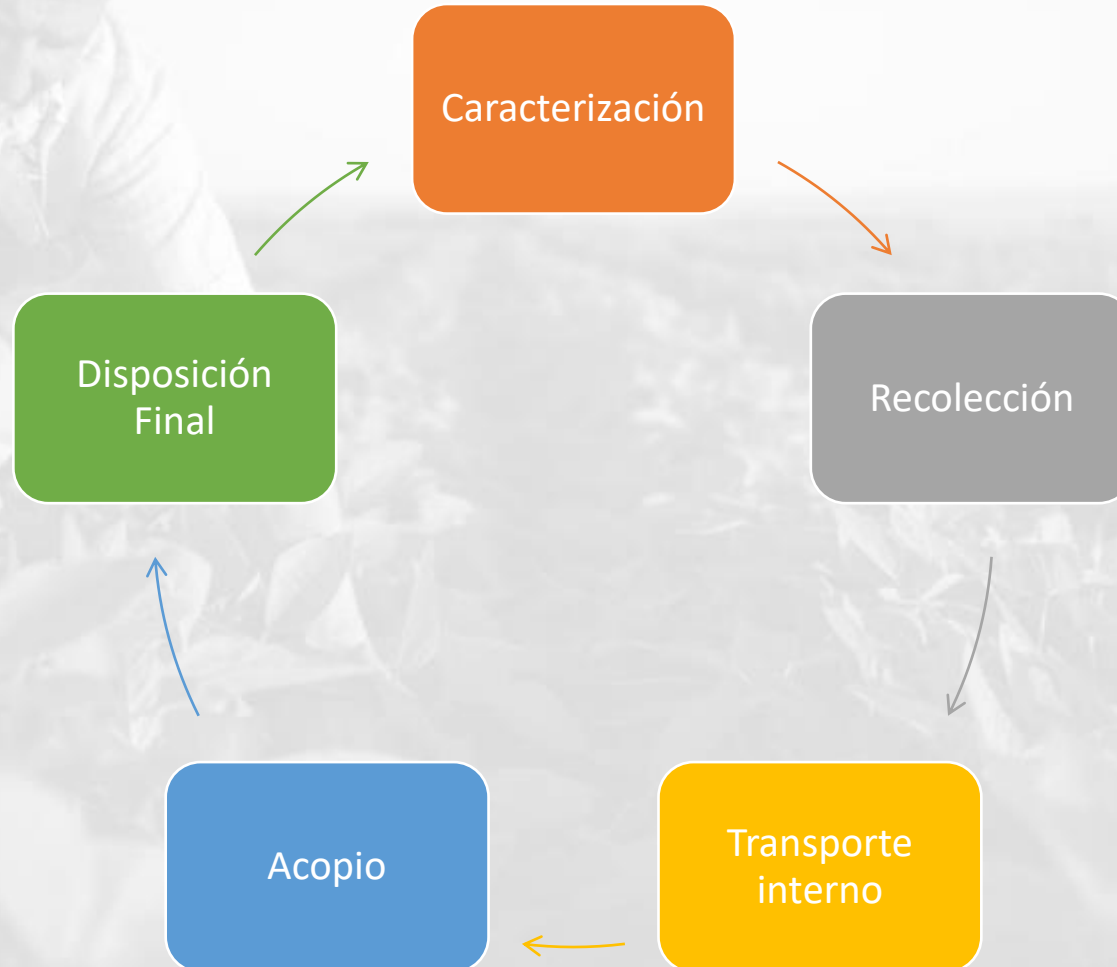 Caracterización
Recolección
Transporte
interno
Acopio
Disposición
Final